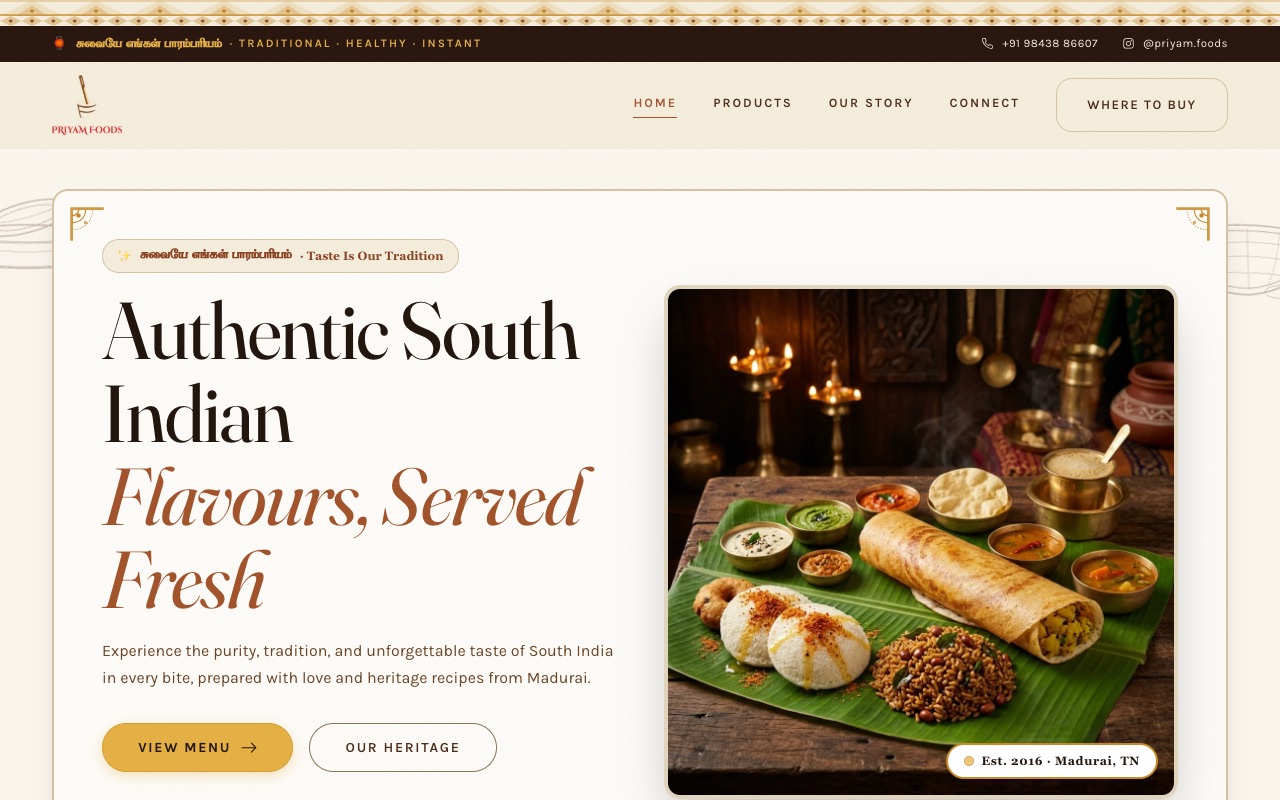 சுவையே எங்கள் பாரம்பரியம் · TRADITIONAL · HEALTHY · INSTANT
+91 98438 86607
@priyam.foods
PRIYAM FOODS
HOME
PRODUCTS
OUR STORY
CONNECT
WHERE TO BUY
சுவையே எங்கள் பாரம்பரியம் · Taste Is Our Tradition
Authentic South
Indian
Flavours, Served
Fresh
Experience the purity, tradition, and unforgettable taste of South India
in every bite, prepared with love and heritage recipes from Madurai.
VIEW MENU →
OUR HERITAGE
Est. 2016 · Madurai, TN